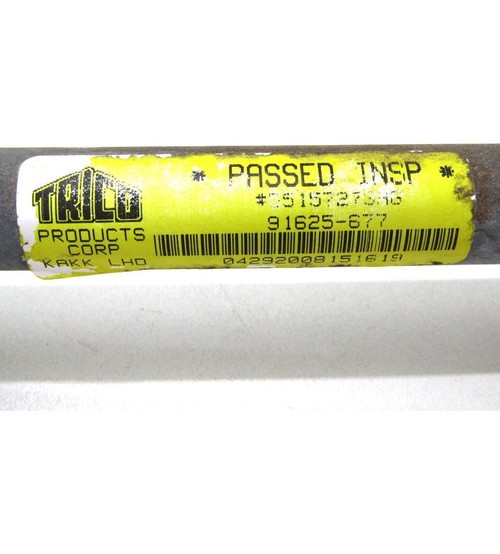 TRICO
PRODUCTS
CORP
KAKK LHD
* PASSED INSP *
91625-677
04292008151619